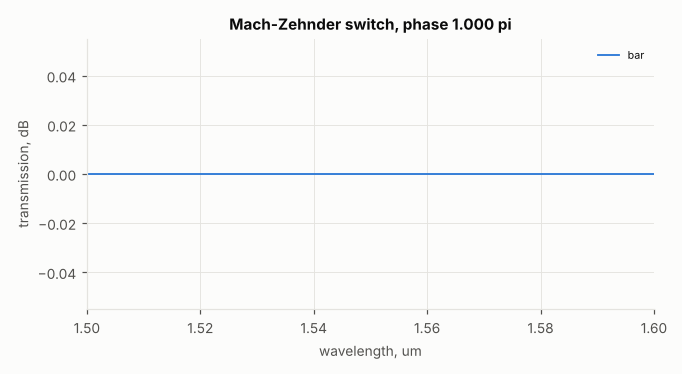 Mach-Zehnder switch, phase 1.000 pi
bar
transmission, dB
0.04
0.02
0.00
−0.02
−0.04
1.50 1.52 1.54 1.56 1.58 1.60
wavelength, um